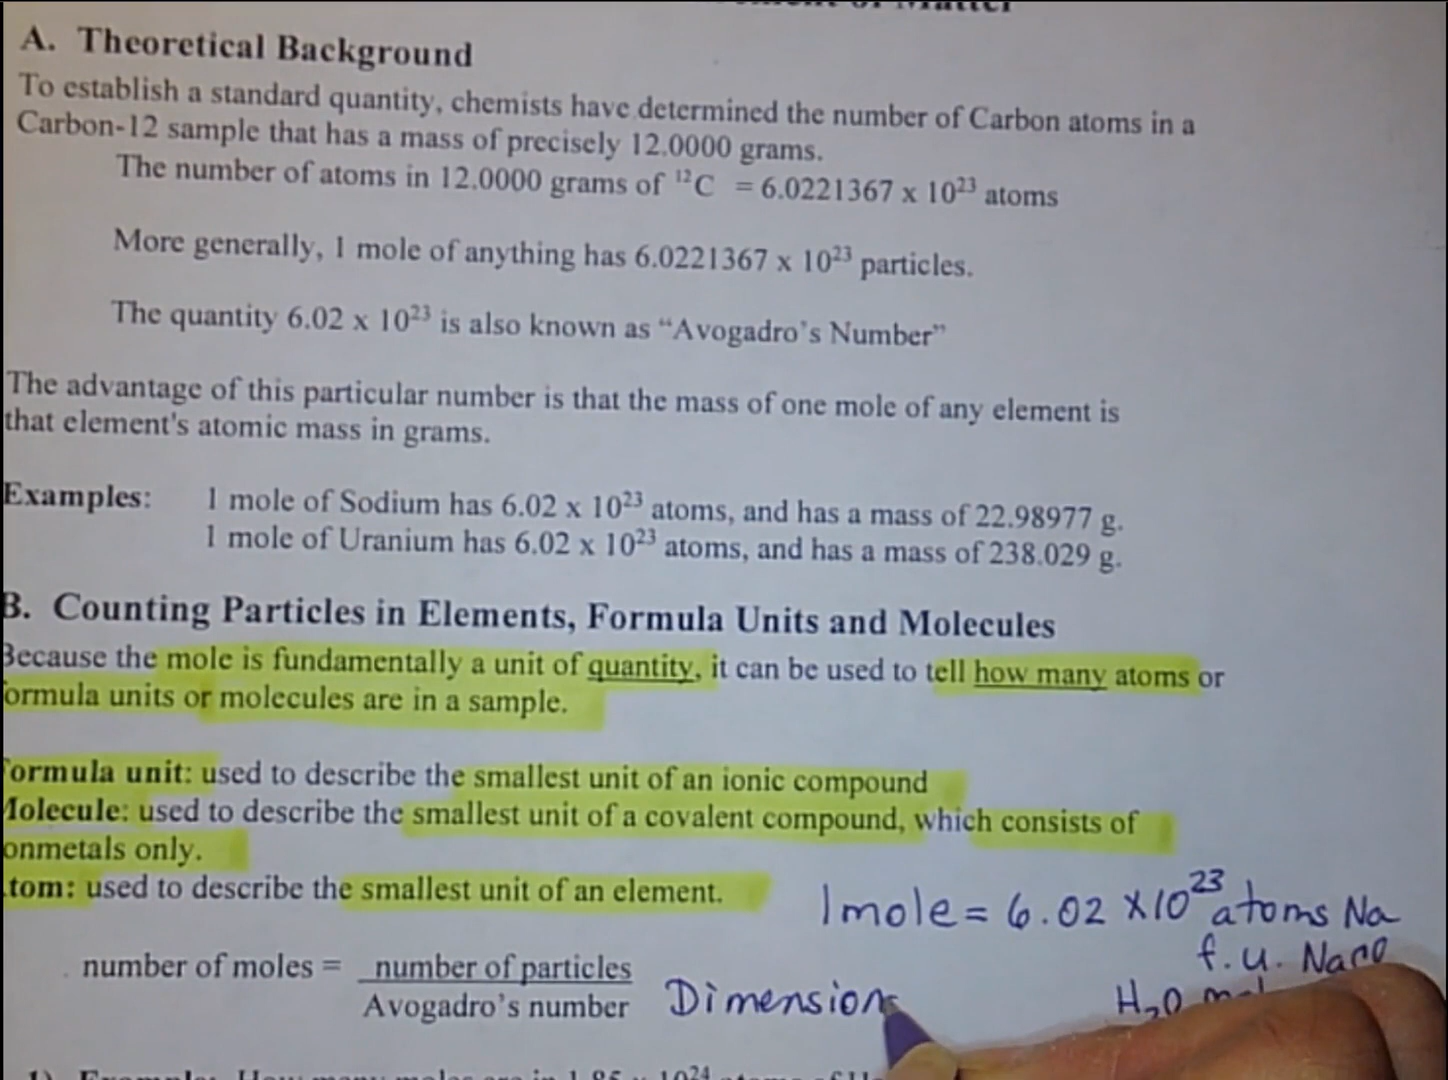 A. Theoretical Background
To establish a standard quantity, chemists have determined the number of Carbon atoms in a
Carbon-12 sample that has a mass of precisely 12.0000 grams.
The number of atoms in 12.0000 grams of ¹²C = 6.0221367 x 10²³ atoms
More generally, 1 mole of anything has 6.0221367 x 10²³ particles.
The quantity 6.02 x 10²³ is also known as “Avogadro’s Number”
The advantage of this particular number is that the mass of one mole of any element is
that element's atomic mass in grams.
Examples: 1 mole of Sodium has 6.02 x 10²³ atoms, and has a mass of 22.98977 g.
1 mole of Uranium has 6.02 x 10²³ atoms, and has a mass of 238.029 g.
B. Counting Particles in Elements, Formula Units and Molecules
Because the mole is fundamentally a unit of quantity, it can be used to tell how many atoms or
ormula units or molecules are in a sample.
ormula unit: used to describe the smallest unit of an ionic compound
Molecule: used to describe the smallest unit of a covalent compound, which consists of
onmetals only.
tom: used to describe the smallest unit of an element.
1 mole = 6.02 x 10²³ atoms Na
f.u. NaCl
H₂O
number of moles = number of particles
Avogadro’s number Dimension